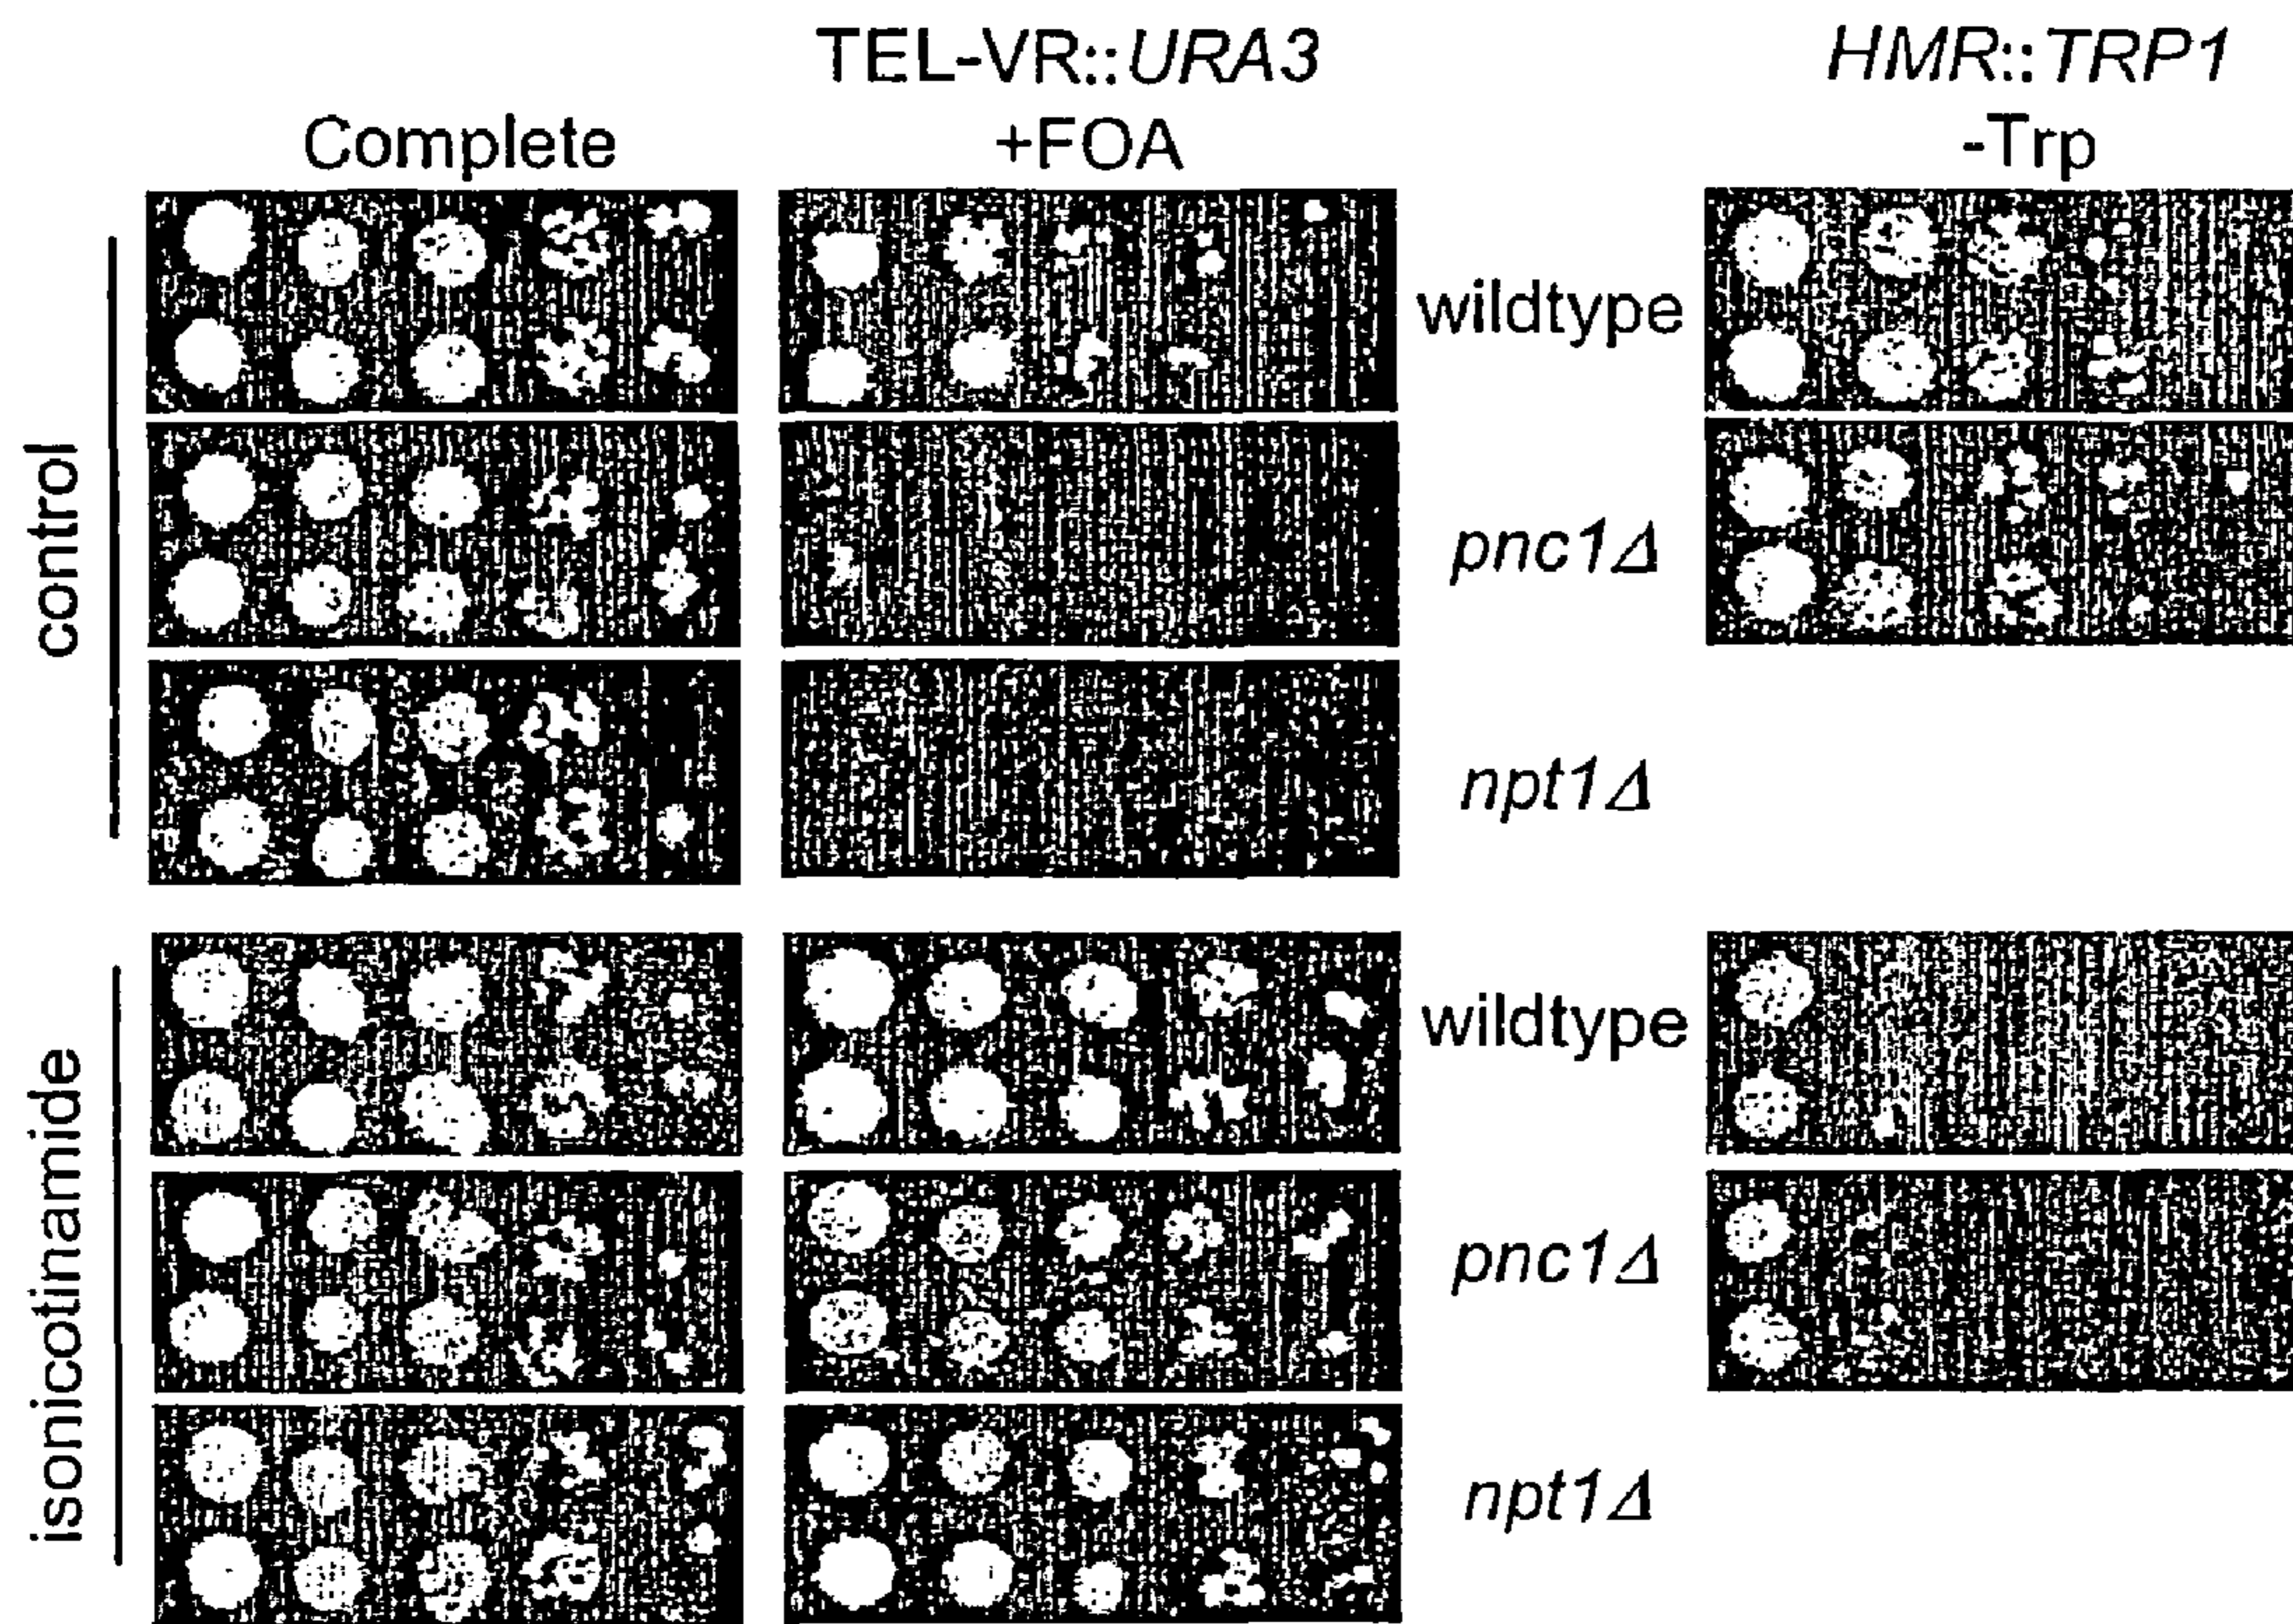 TEL-VR::URA3
HMR::TRP1
Complete
+FOA
-Trp
control
wildtype
pnc1Δ
npt1Δ
isonicotinamide
wildtype
pnc1Δ
npt1Δ